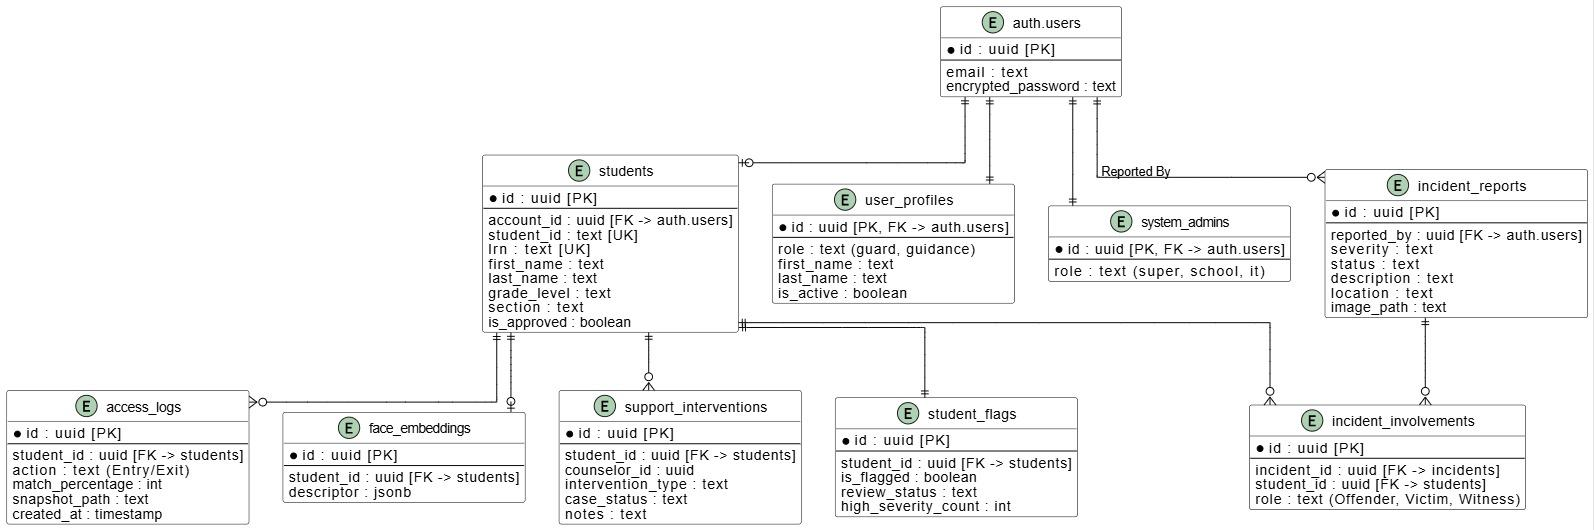 E auth.users
id : uuid [PK]
email : text
encrypted_password : text
E students
id : uuid [PK]
account_id : uuid [FK -> auth.users]
student_id : text [UK]
lrn : text [UK]
first_name : text
last_name : text
grade_level : text
section : text
is_approved : boolean
E user_profiles
id : uuid [PK, FK -> auth.users]
role : text (guard, guidance)
first_name : text
last_name : text
is_active : boolean
E system_admins
id : uuid [PK, FK -> auth.users]
role : text (super, school, it)
Reported By
E incident_reports
id : uuid [PK]
reported_by : uuid [FK -> auth.users]
severity : text
status : text
description : text
location : text
image_path : text
E access_logs
id : uuid [PK]
student_id : uuid [FK -> students]
action : text (Entry/Exit)
match_percentage : int
snapshot_path : text
created_at : timestamp
E face_embeddings
id : uuid [PK]
student_id : uuid [FK -> students]
descriptor : jsonb
E support_interventions
id : uuid [PK]
student_id : uuid [FK -> students]
counselor_id : uuid
intervention_type : text
case_status : text
notes : text
E student_flags
id : uuid [PK]
student_id : uuid [FK -> students]
is_flagged : boolean
review_status : text
high_severity_count : int
E incident_involvements
id : uuid [PK]
incident_id : uuid [FK -> incidents]
student_id : uuid [FK -> students]
role : text (Offender, Victim, Witness)